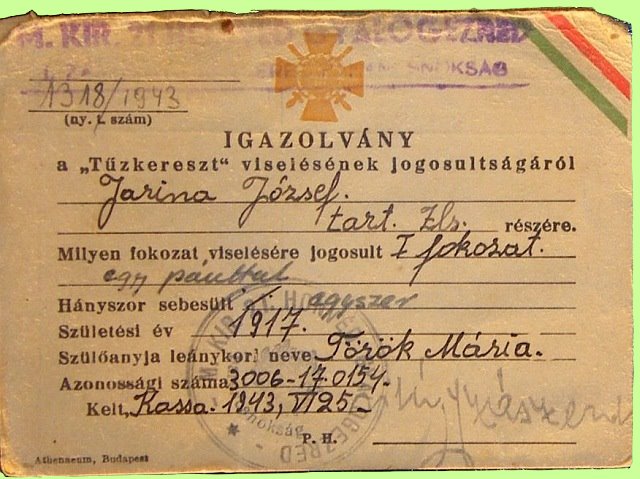 M. KIR. GYALOGEZRED
1318/1943
(ny. t. szám)
IGAZOLVÁNY
a „Tűzkereszt“ viselésének jogosultságáról
Jarina József.
tart. részére.
Milyen fokozat viselésére jogosult I fokozat.
egy pánttal
Hányszor sebesült egyszer
Születési év 1917.
Szülőanyja leánykori neve Török Mária.
Azonossági száma 3006-17.0154.
Kelt, Kassa. 1943, VI 25.
P. H.
Athenaeum, Budapest